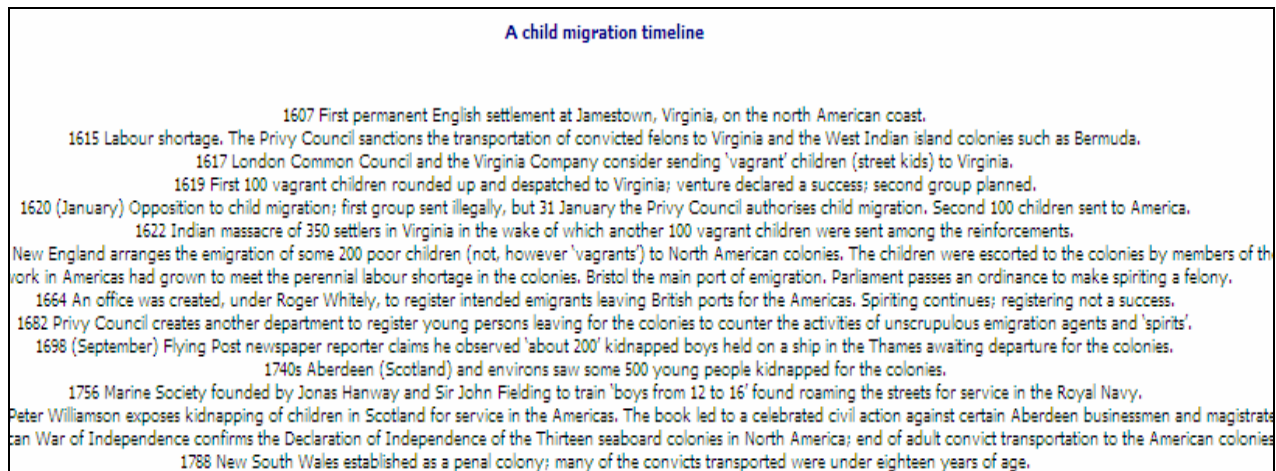 A child migration timeline
1607 First permanent English settlement at Jamestown, Virginia, on the north American coast.
1615 Labour shortage. The Privy Council sanctions the transportation of convicted felons to Virginia and the West Indian island colonies such as Bermuda.
1617 London Common Council and the Virginia Company consider sending 'vagrant' children (street kids) to Virginia.
1619 First 100 vagrant children rounded up and despatched to Virginia; venture declared a success; second group planned.
1620 (January) Opposition to child migration; first group sent illegally, but 31 January the Privy Council authorises child migration. Second 100 children sent to America.
1622 Indian massacre of 350 settlers in Virginia in the wake of which another 100 vagrant children were sent among the reinforcements.
New England arranges the emigration of some 200 poor children (not, however 'vagrants') to North American colonies. The children were escorted to the colonies by members of
in Americas had grown to meet the perennial labour shortage in the colonies. Bristol the main port of emigration. Parliament passes an ordinance to make spiriting a felony.
1664 An office was created, under Roger Whitely, to register intended emigrants leaving British ports for the Americas. Spiriting continues; registering not a success.
1682 Privy Council creates another department to register young persons leaving for the colonies to counter the activities of unscrupulous emigration agents and 'spirits'.
1698 (September) Flying Post newspaper reporter claims he observed 'about 200' kidnapped boys held on a ship in the Thames awaiting departure for the colonies.
1740s Aberdeen (Scotland) and environs saw some 500 young people kidnapped for the colonies.
1756 Marine Society founded by Jonas Hanway and Sir John Fielding to train 'boys from 12 to 16' found roaming the streets for service in the Royal Navy.
Peter Williamson exposes kidnapping of children in Scotland for service in the Americas. The book led to a celebrated civil action against certain Aberdeen businessmen and
War of Independence confirms the Declaration of Independence of the Thirteen seaboard colonies in North America; end of adult convict transportation to the American colonies
1788 New South Wales established as a penal colony; many of the convicts transported were under eighteen years of age.